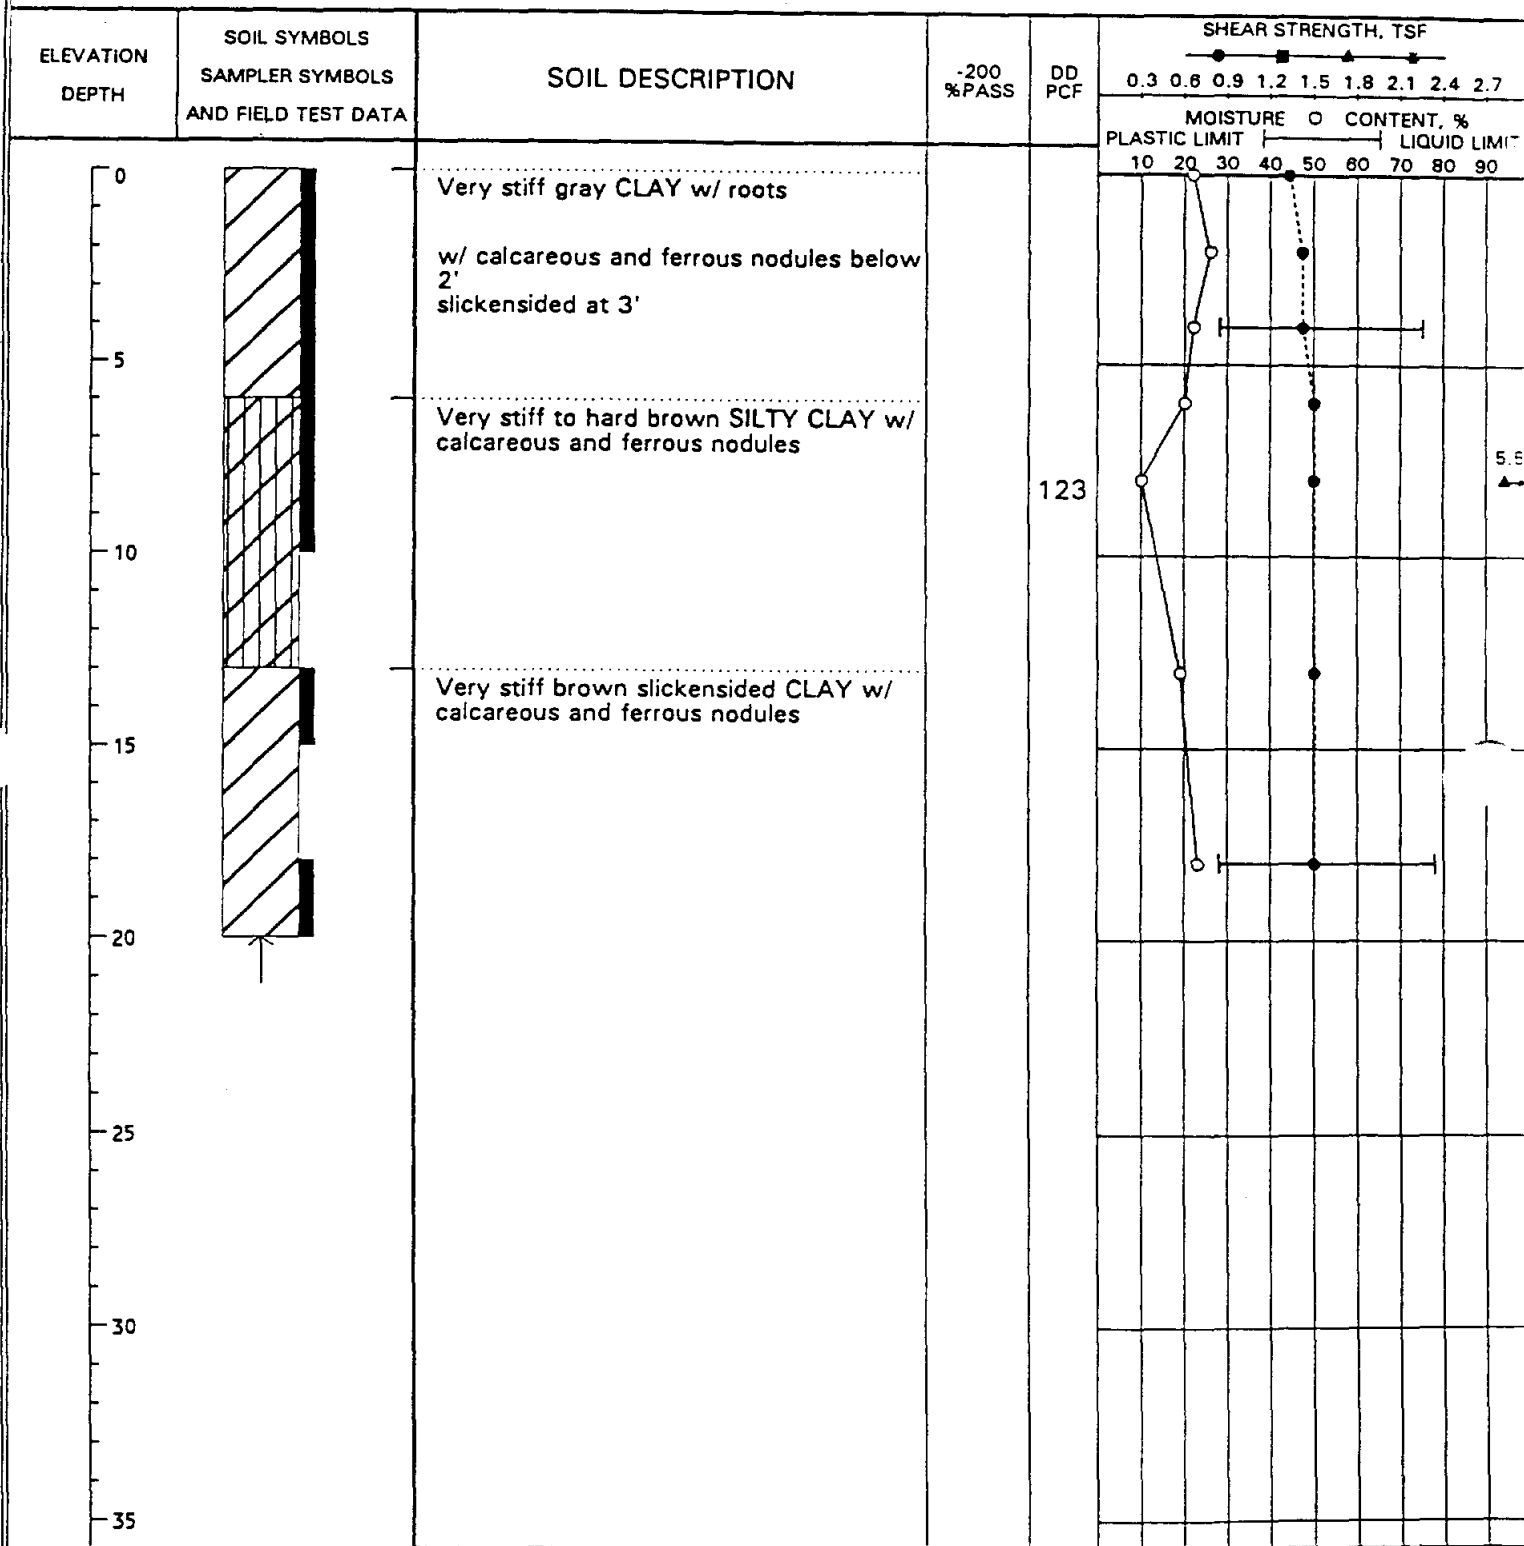 ELEVATION
DEPTH
SOIL SYMBOLS
SAMPLER SYMBOLS
AND FIELD TEST DATA
SOIL DESCRIPTION
-200
%PASS
DD
PCF
SHEAR STRENGTH, TSF
0.3 0.6 0.9 1.2 1.5 1.8 2.1 2.4 2.7
MOISTURE O CONTENT, %
PLASTIC LIMIT LIQUID LIMIT
10 20 30 40 50 60 70 80 90
0
Very stiff gray CLAY w/ roots
w/ calcareous and ferrous nodules below
2'
slickensided at 3'
5
Very stiff to hard brown SILTY CLAY w/
calcareous and ferrous nodules
123
10
Very stiff brown slickensided CLAY w/
calcareous and ferrous nodules
15
20
25
30
35